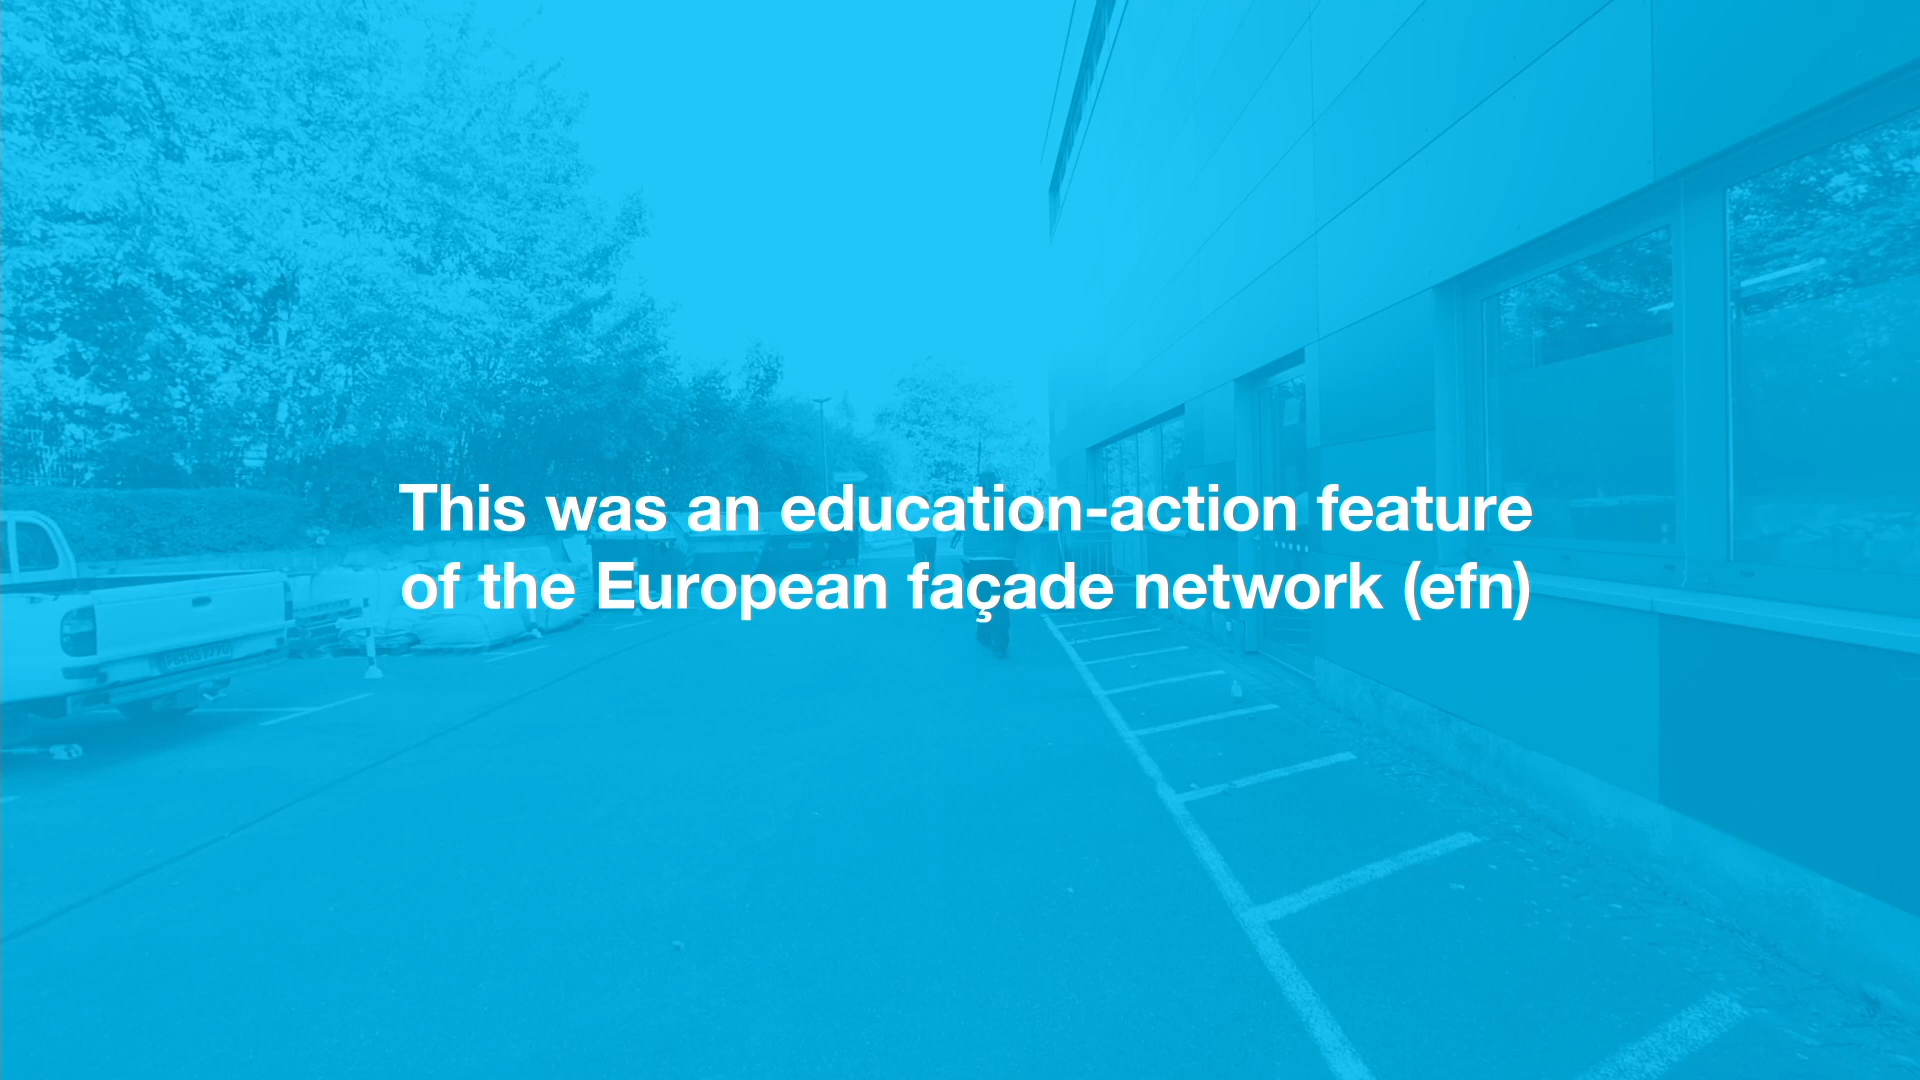 This was an education-action feature
of the European façade network (efn)